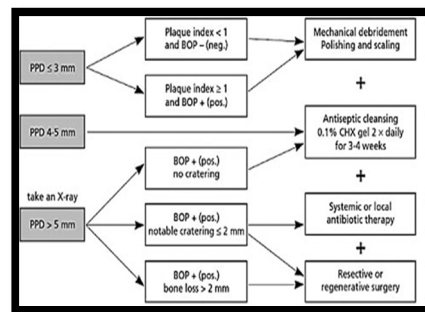 PPD ≤ 3 mm
Plaque index < 1
and BOP – (neg.)
Mechanical debridement
Polishing and scaling
Plaque index ≥ 1
and BOP + (pos.)
+
PPD 4-5 mm
Antiseptic cleansing
0.1% CHX gel 2 × daily
for 3-4 weeks
BOP + (pos.)
no cratering
+
take an X-ray
PPD > 5 mm
BOP + (pos.)
notable cratering ≤ 2 mm
Systemic or local
antibiotic therapy
+
BOP + (pos.)
bone loss > 2 mm
Resective or
regenerative surgery